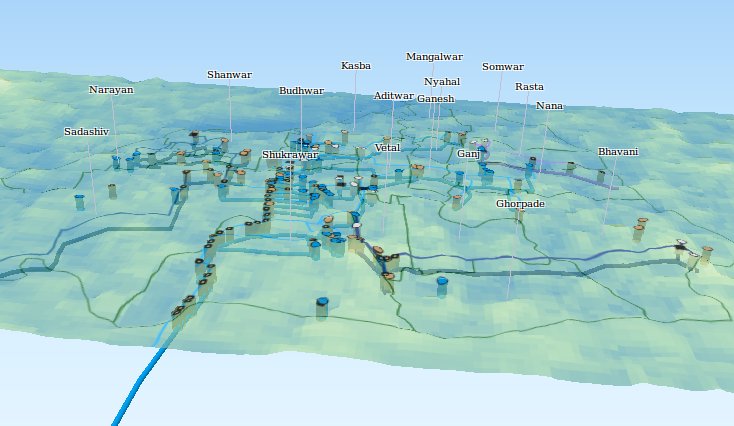 Mangalwar
Kasba
Somwar
Shanwar
Nyahal
Narayan
Budhwar
Rasta
Aditwar
Ganesh
Nana
Sadashiv
Vetal
Shukrawar
Ganj
Bhavani
Ghorpade